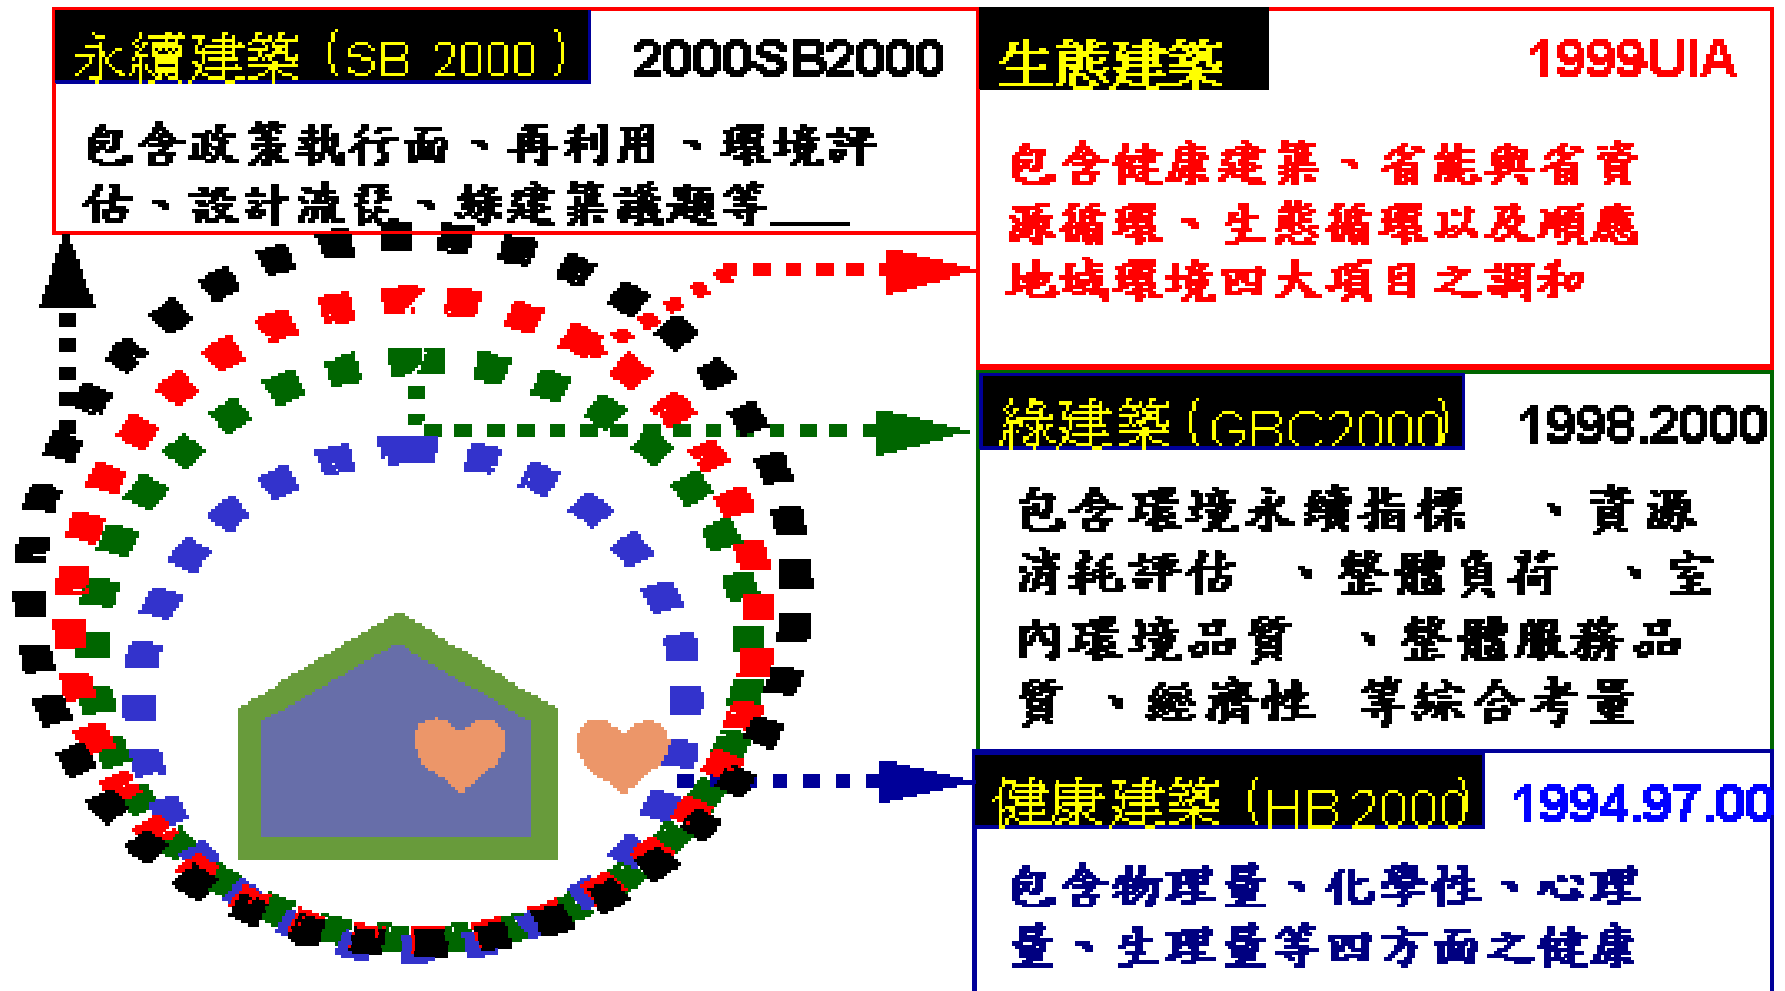 永續建築（SB 2000） 2000SB2000
包含政策執行面、再利用、環境評
估、設計流程、綠建築議題等____
生態建築 1999UIA
包含健康建築、省能與省資
源循環、生態循環以及順應
地域環境四大項目之調和
綠建築（GBC2000） 1998.2000
包含環境永續指標 、資源
消耗評估 、整體負荷 、室
內環境品質 、整體服務品
質 、經濟性 等綜合考量
健康建築（HB 2000） 1994.97.00
包含物理量、化學性、心理
量、生理量等四方面之健康